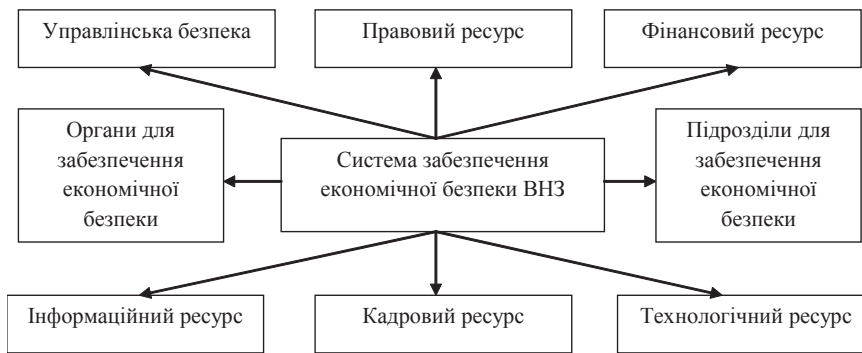 Управлінська безпека
Правовий ресурс
Фінансовий ресурс
Органи для
забезпечення
економічної
безпеки
Система забезпечення
економічної безпеки ВНЗ
Підрозділи для
забезпечення
економічної
безпеки
Інформаційний ресурс
Кадровий ресурс
Технологічний ресурс